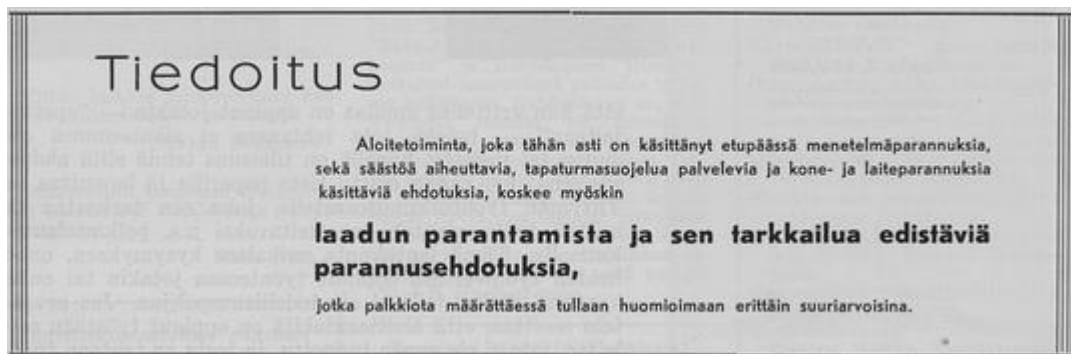 Tiedoitus
Aloitetoiminta, joka tähän asti on käsittänyt etupäässä menetelmäparannuksia,
sekä säästöä aiheuttavia, tapaturmasuojelua palvelevia ja kone- ja laiteparannuksia
käsittäviä ehdotuksia, koskee myöskin
laadun parantamista ja sen tarkkailua edistäviä
parannusehdotuksia,
jotka palkkiota määrättäessä tullaan huomioimaan erittäin suuriarvoisina.